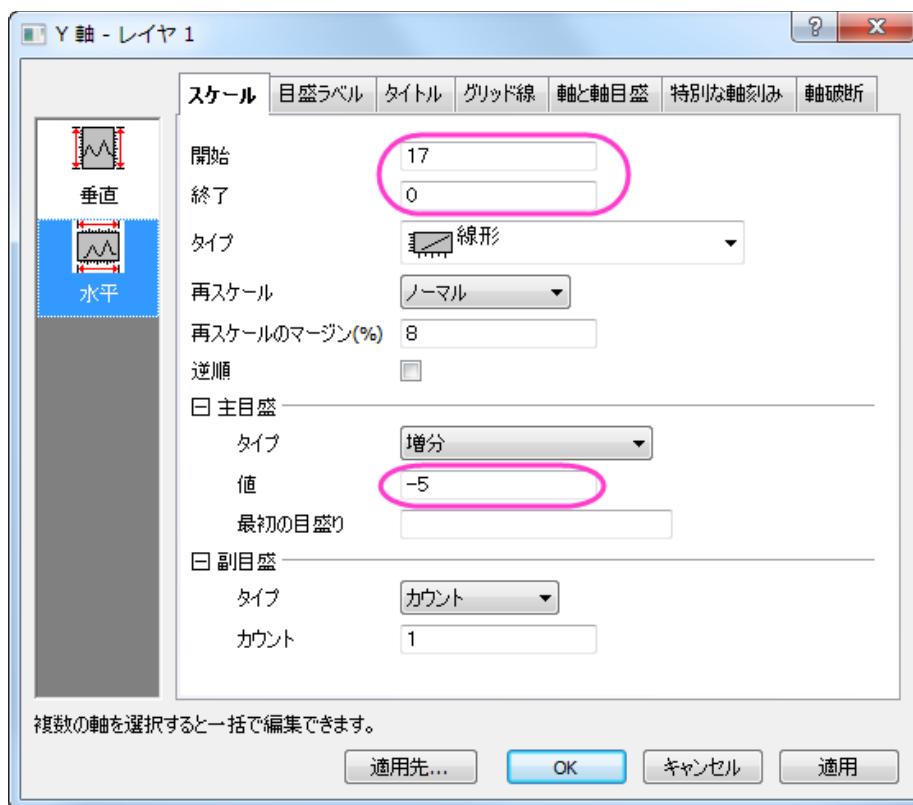 Y 軸 - レイヤ 1
スケール 目盛ラベル タイトル グリッド線 軸と軸目盛 特別な軸刻み 軸破断
垂直
水平
開始 17
終了 0
タイプ 線形
再スケール ノーマル
再スケールのマージン(%) 8
逆順
主目盛
タイプ 増分
値 -5
最初の目盛り
副目盛
タイプ カウント
カウント 1
複数の軸を選択すると一括で編集できます。
適用先... OK キャンセル 適用